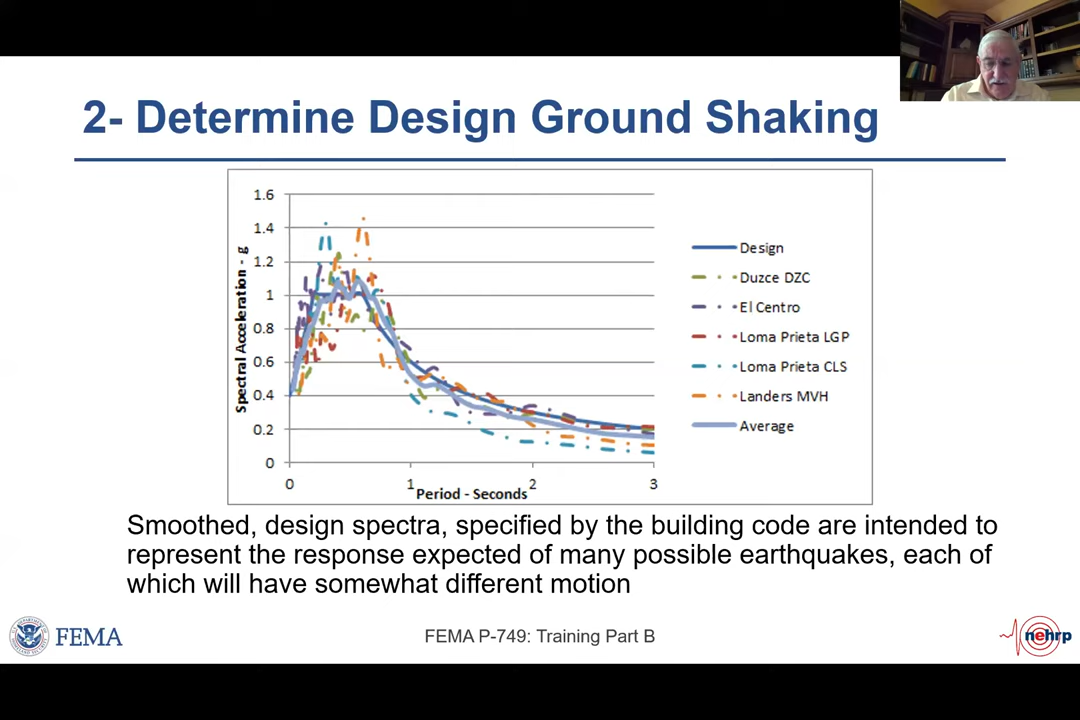 2- Determine Design Ground Shaking
1.6
1.4
1.2
1
0.8
0.6
0.4
0.2
0
Spectral Acceleration - g
0
1
2
3
Period - Seconds
Design
Duzce DZC
El Centro
Loma Prieta LGP
Loma Prieta CLS
Landers MVH
Average
Smoothed, design spectra, specified by the building code are intended to
represent the response expected of many possible earthquakes, each of
which will have somewhat different motion
FEMA
FEMA P-749: Training Part B
nehrp